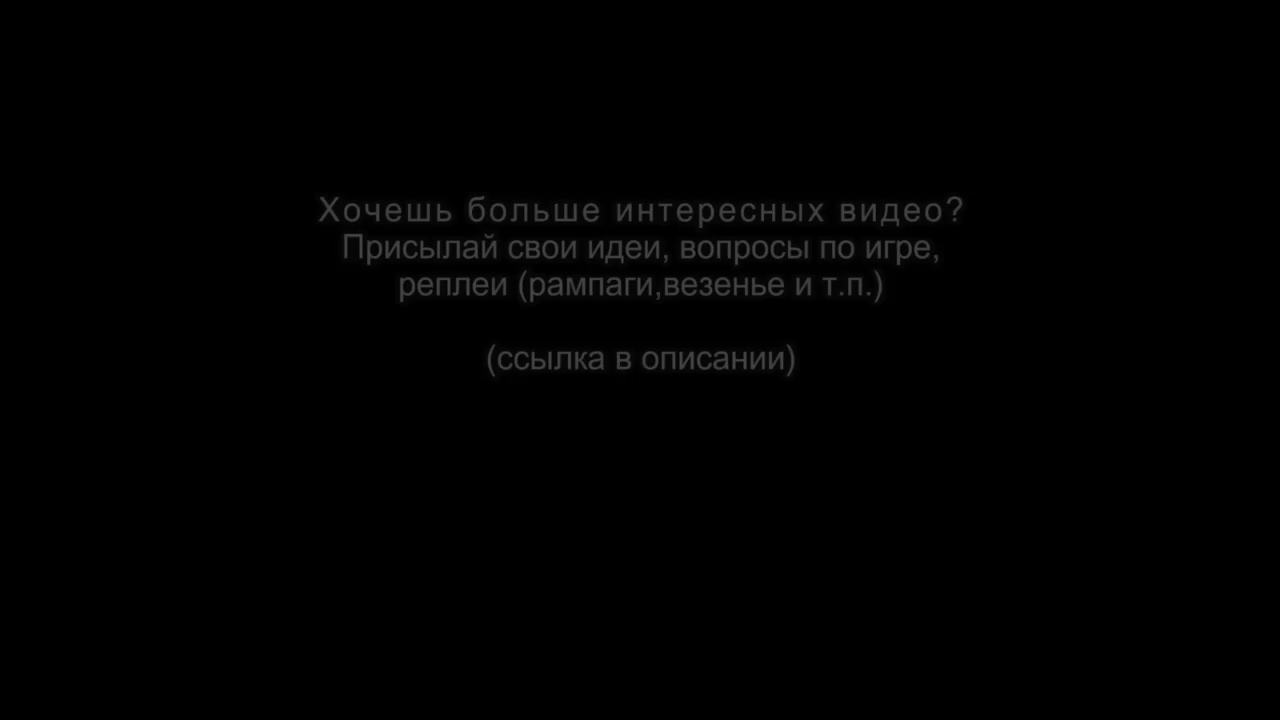 Хочешь больше интересных видео?
Присылай свои идеи, вопросы по игре,
реплеи (рампаги,везенье и т.п.)
(ссылка в описании)